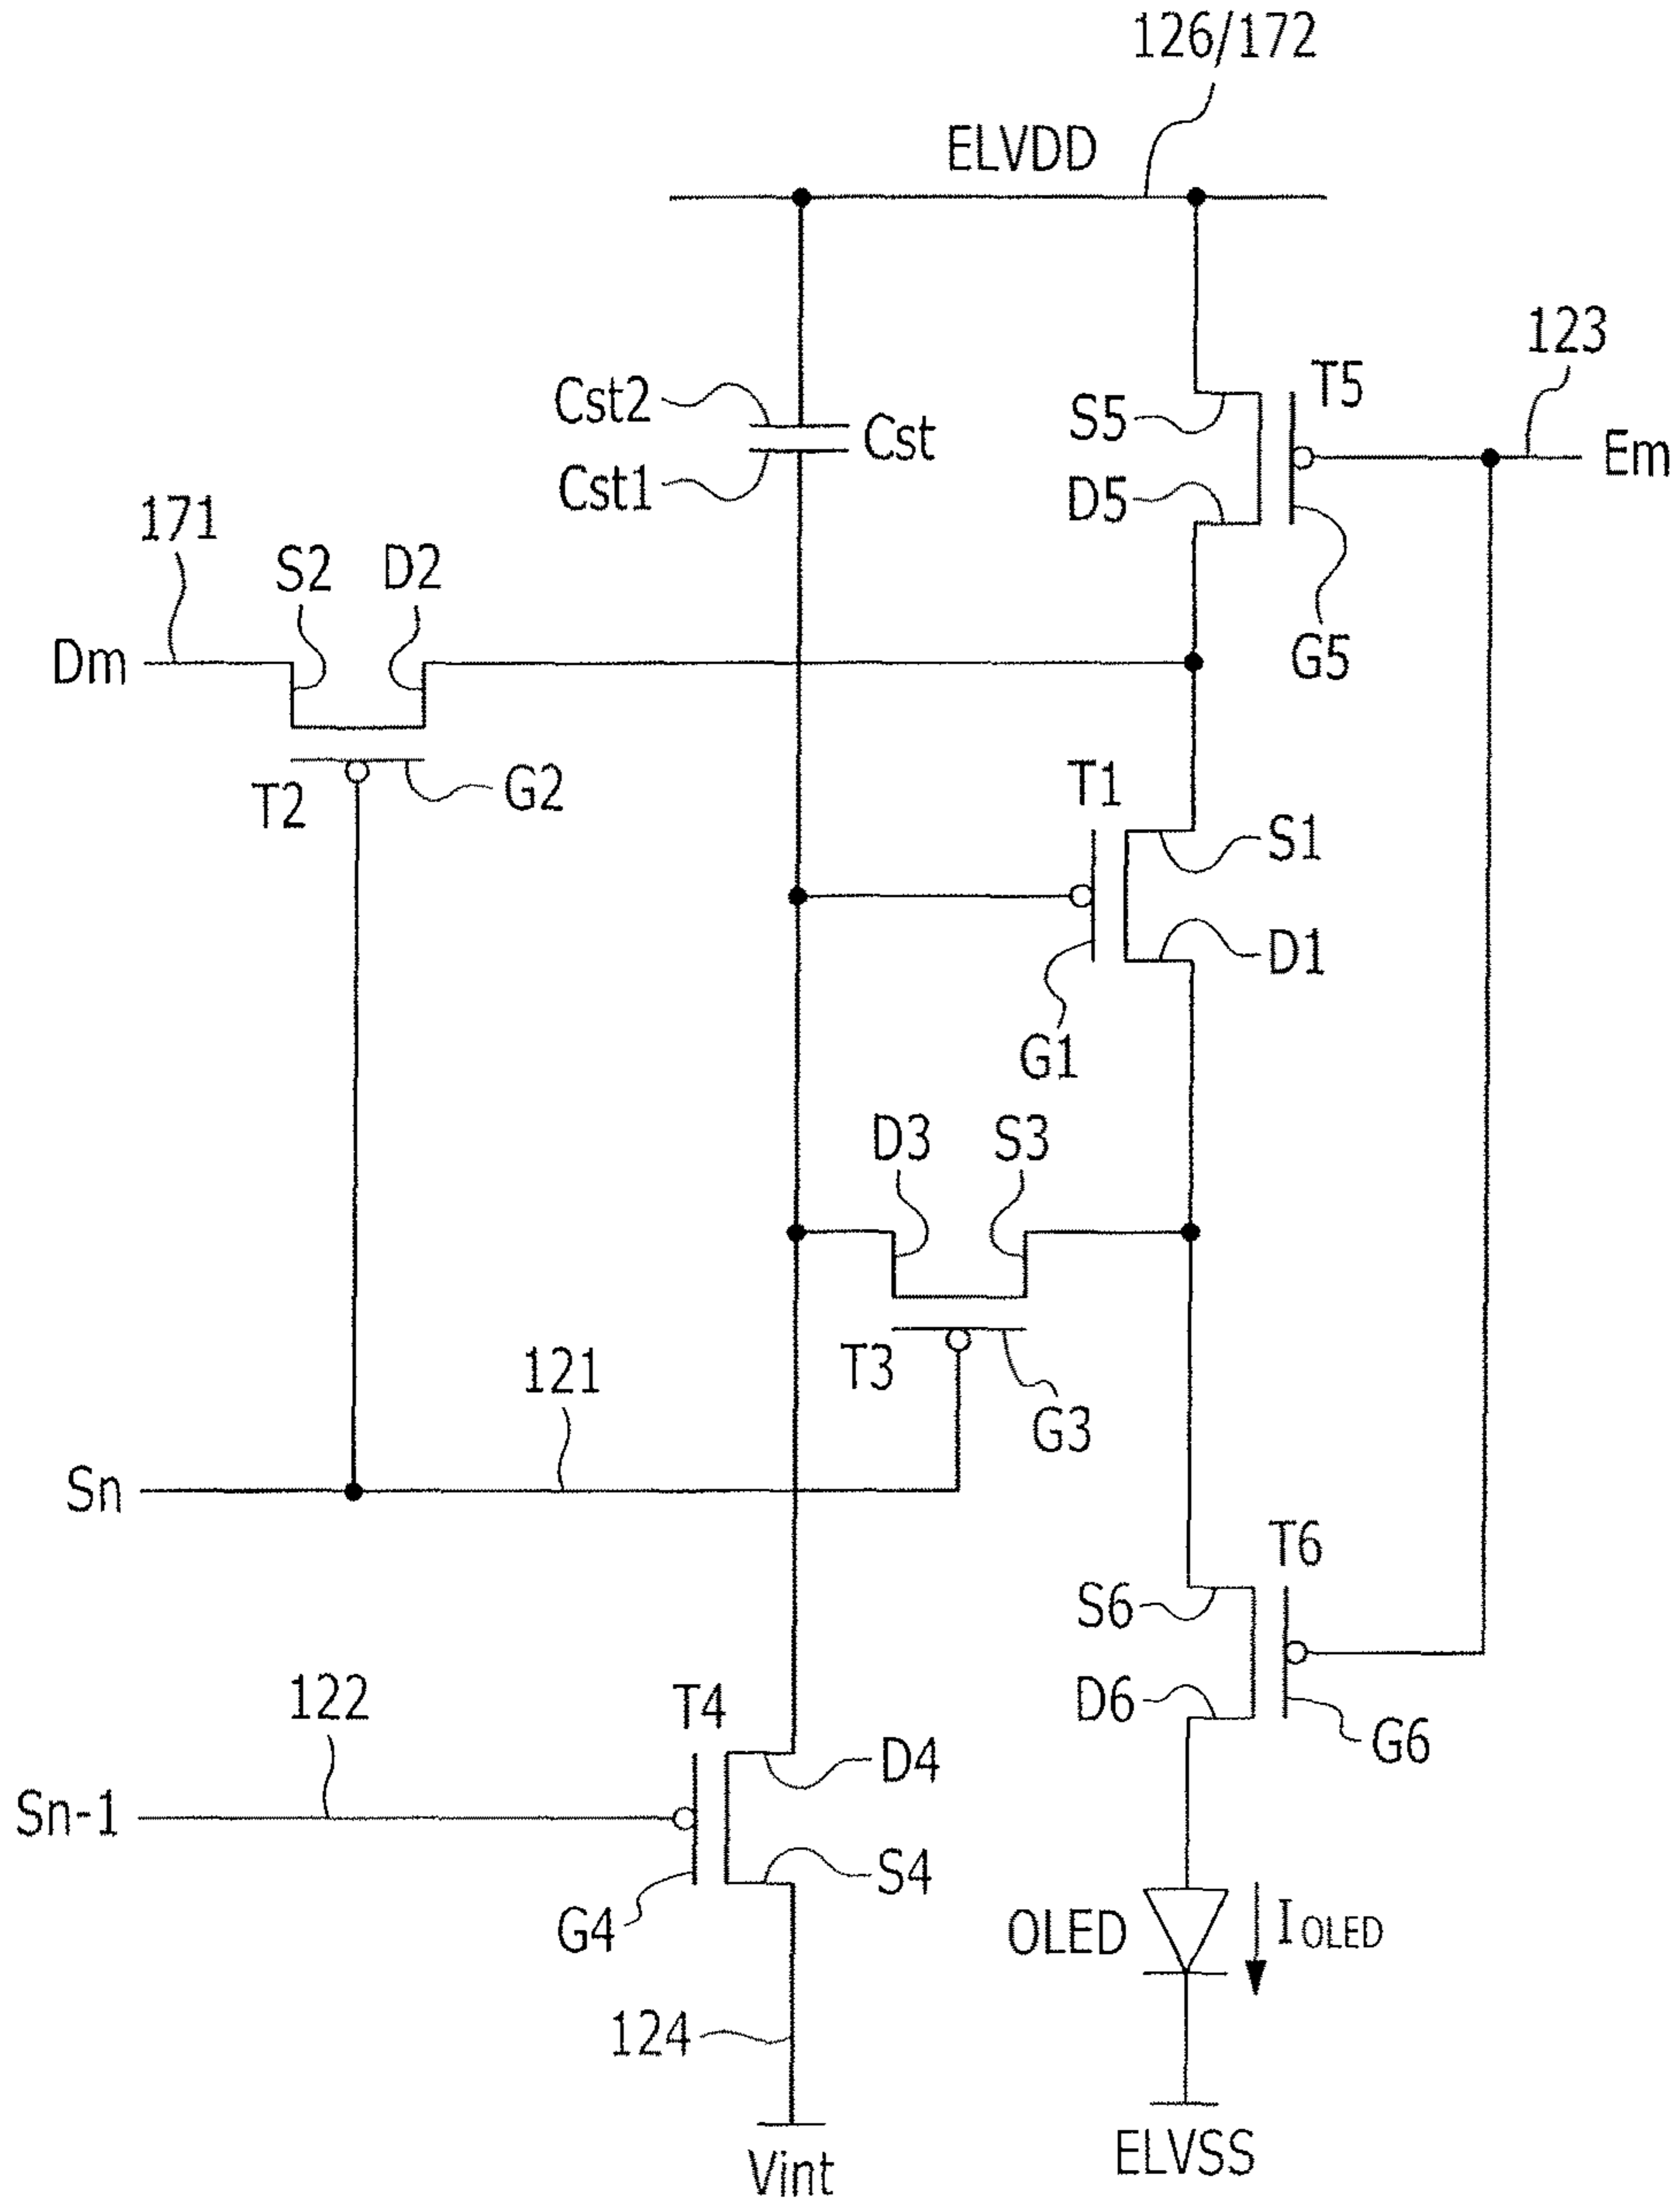 126/172
ELVDD
123
T5
Cst2
S5
Cst
Em
Cst1
D5
171
S2
D2
G5
Dm
T1
G2
T2
S1
D1
G1
D3
S3
121
T3
G3
Sn
T6
S6
122
T4
D6
G6
D4
Sn-1
S4
G4
OLED
IOLED
124
ELVSS
Vint